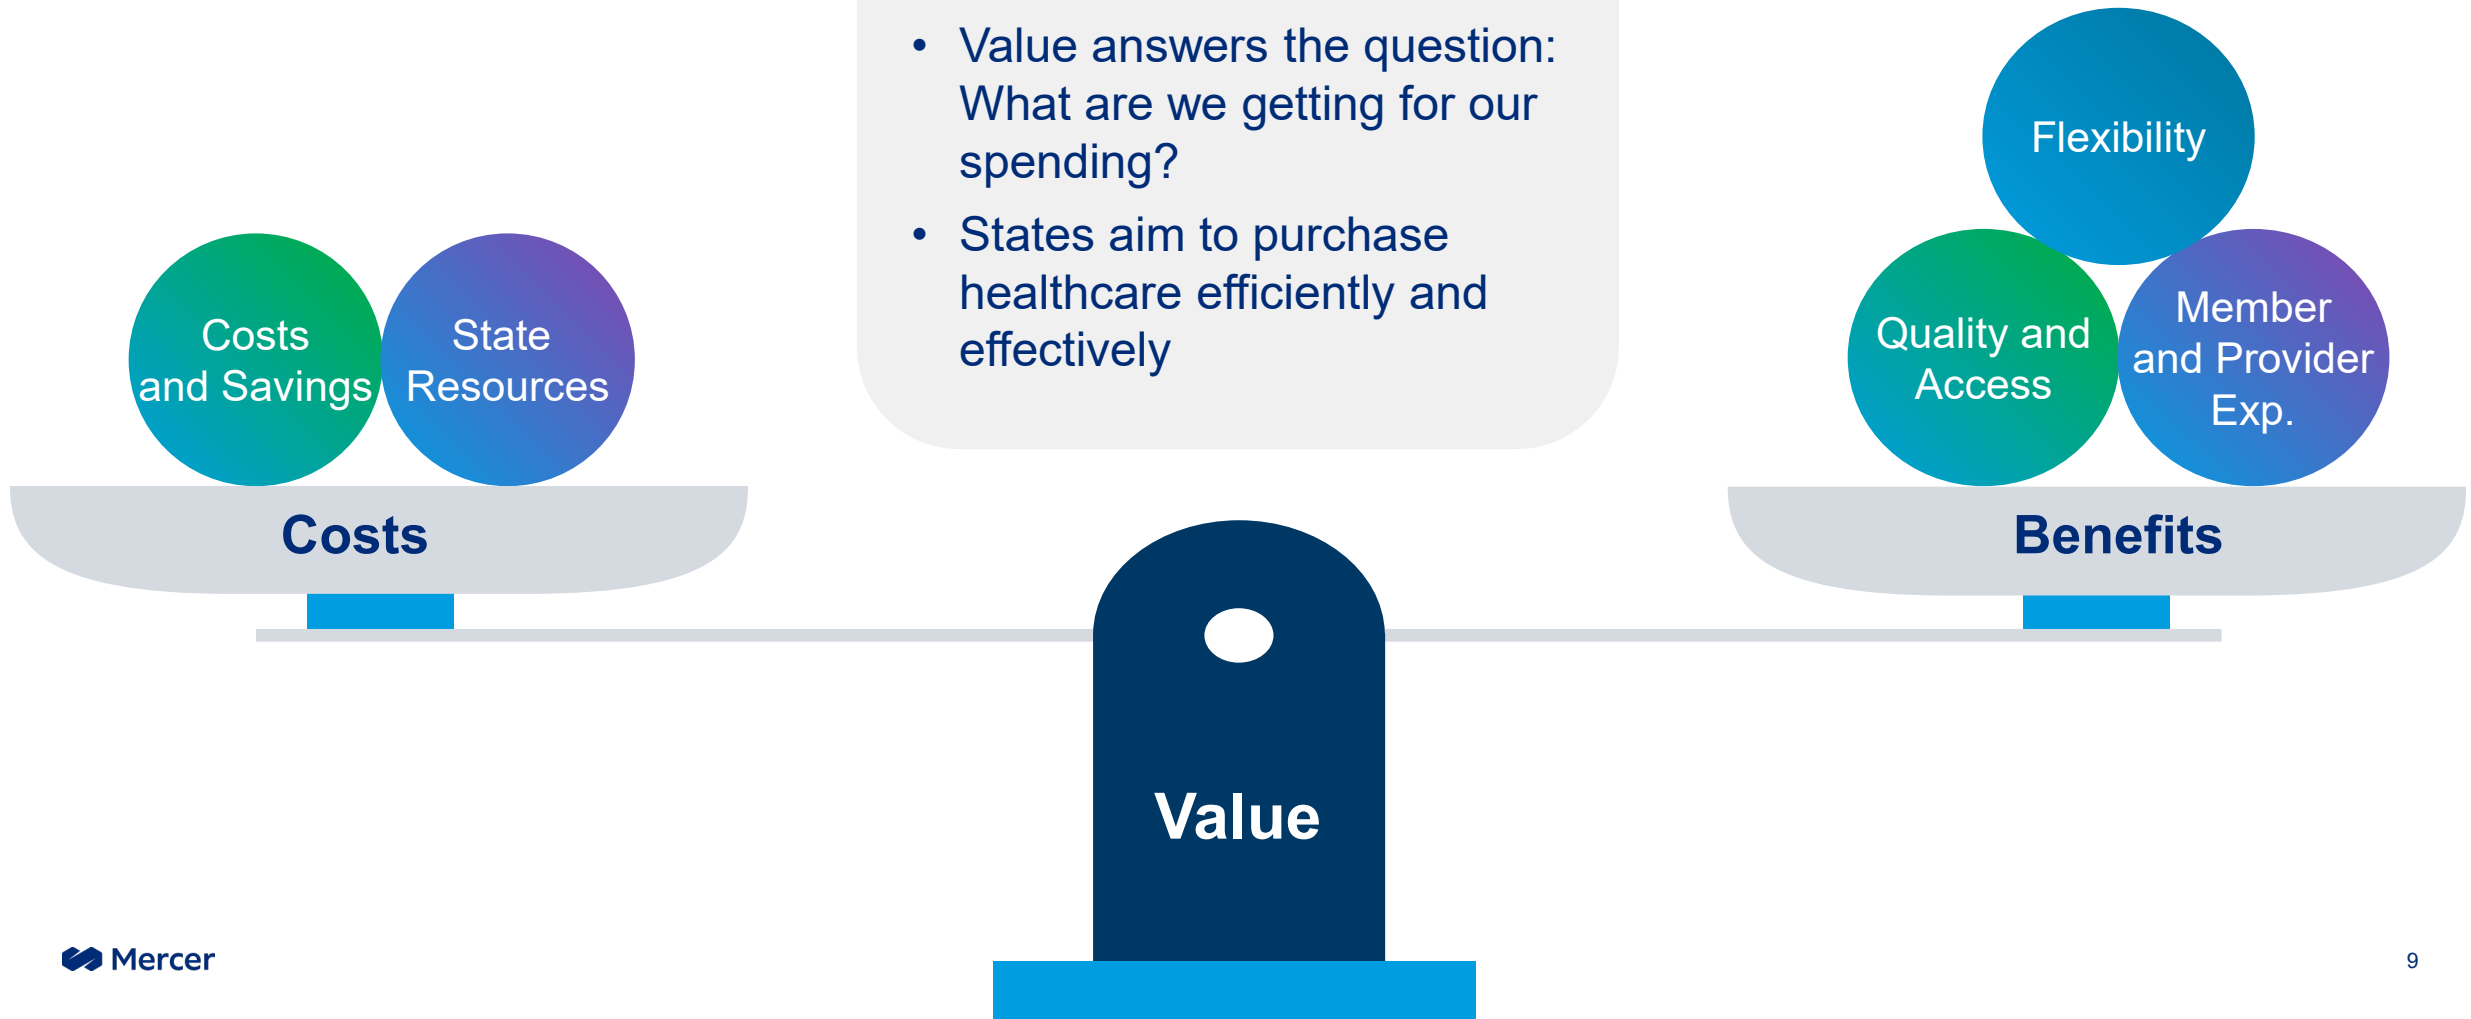 • Value answers the question:
What are we getting for our
spending?
• States aim to purchase
healthcare efficiently and
effectively
Costs
and Savings
State
Resources
Costs
Flexibility
Quality and
Access
Member
and Provider
Exp.
Benefits
Value
Mercer
9